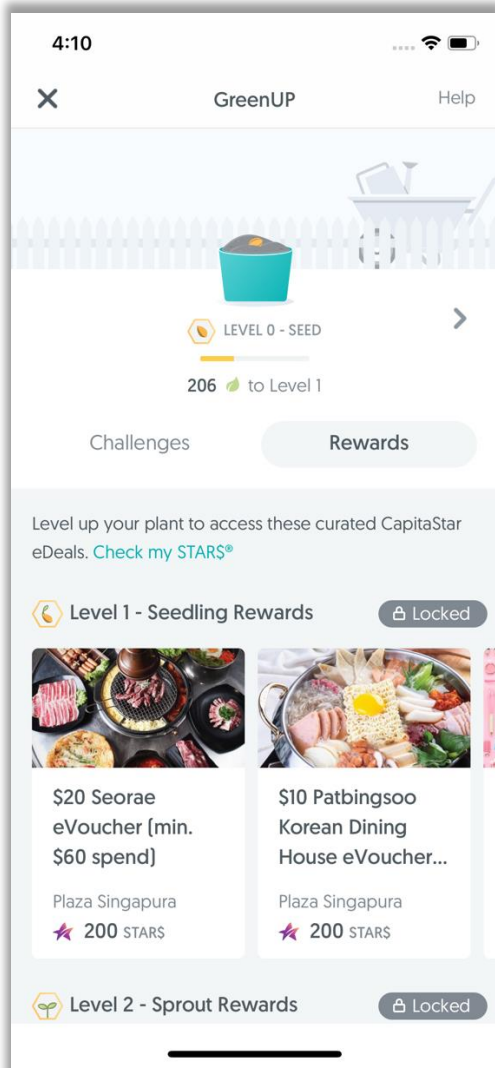 4:10
GreenUP
Help
LEVEL 0 - SEED
206 to Level 1
Challenges
Rewards
Level up your plant to access these curated CapitaStar
eDeals. Check my STAR$®
Level 1 - Seedling Rewards
Locked
$20 Seorae
eVoucher (min.
$60 spend)
Plaza Singapura
200 STAR$
$10 Patbingsoo
Korean Dining
House eVoucher...
Plaza Singapura
200 STAR$
Level 2 - Sprout Rewards
Locked